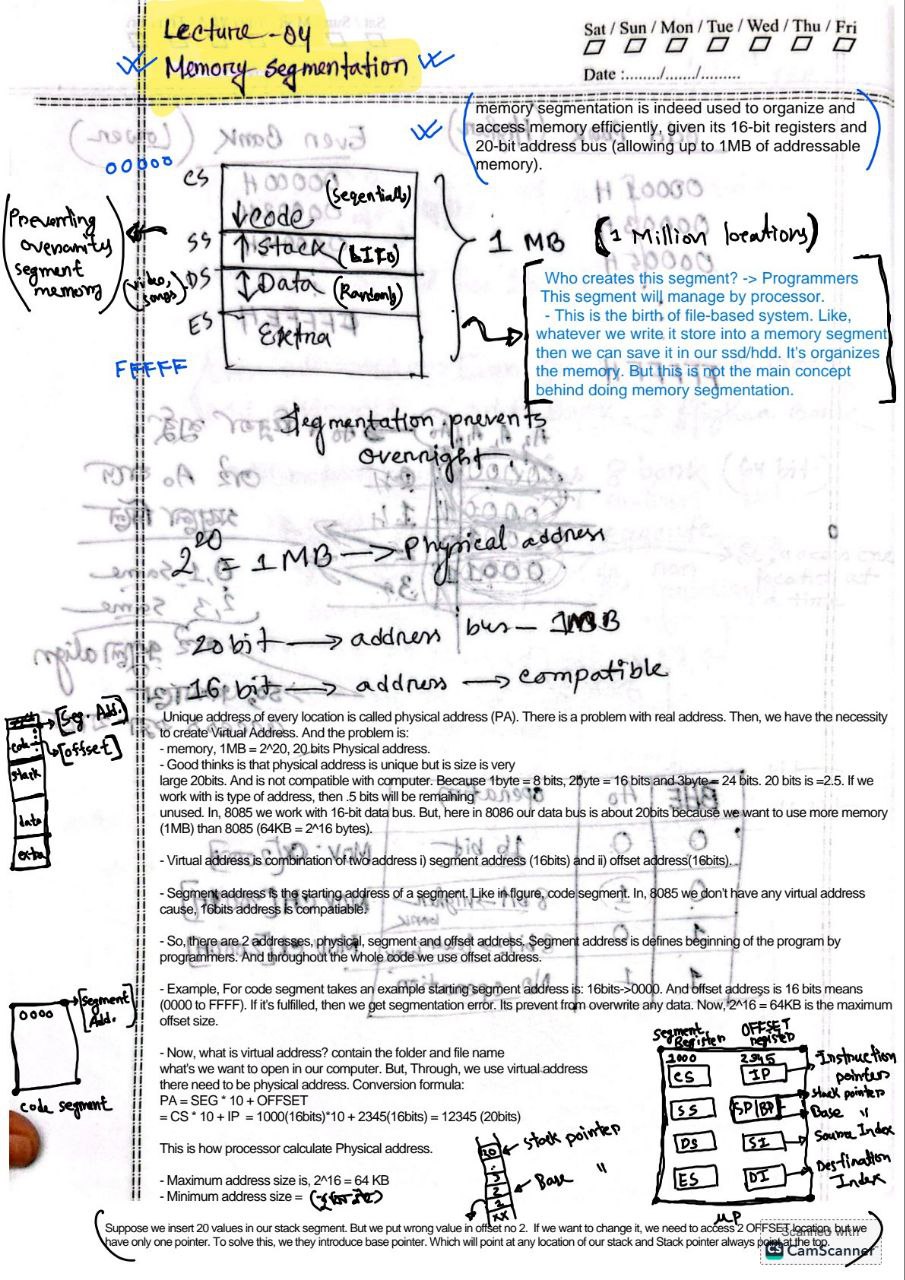 Lecture-04
Memory segmentation
Sat / Sun / Mon / Tue / Wed / Thu / Fri
Date :......../......./.........
memory segmentation is indeed used to organize and
access memory efficiently, given its 16-bit registers and
20-bit address bus (allowing up to 1MB of addressable
memory).
00000
CS
(seqentially)
code
SS
Stack (LIFO)
DS
Data (Randonly)
ES
Extra
FFFFF
Preventing
segment
memory
(video,
songs)
1 MB (1 Million locations)
Who creates this segment? -> Programmers
This segment will manage by processor.
- This is the birth of file-based system. Like,
whatever we write it store into a memory segment
then we can save it in our ssd/hdd. It's organizes
the memory. But this is not the main concept
behind doing memory segmentation.
Segmentation prevents
overnight
2^20 = 1 MB → Physical address
20 bit → address bus - 1MB
16 bit → address → compatible
[Seg Add.]
[offset]
code
stack
data
extra
Unique address of every location is called physical address (PA). There is a problem with real address. Then, we have the necessity
to create Virtual Address. And the problem is:
- memory, 1MB = 2^20, 20 bits Physical address.
- Good thinks is that physical address is unique but is size is very
large 20bits. And is not compatible with computer. Because 1byte = 8 bits, 2byte = 16 bits and 3byte = 24 bits. 20 bits is =2.5. If we
work with is type of address, then .5 bits will be remaining
unused. In, 8085 we work with 16-bit data bus. But, here in 8086 our data bus is about 20bits because we want to use more memory
(1MB) than 8085 (64KB = 2^16 bytes).
- Virtual address is combination of two address i) segment address (16bits) and ii) offset address(16bits).
- Segment address is the starting address of a segment. Like in figure, code segment. In, 8085 we don't have any virtual address
cause, 16bits address is compatiable.
- So, there are 2 addresses, physical, segment and offset address. Segment address is defines beginning of the program by
programmers. And throughout the whole code we use offset address.
- Example, For code segment takes an example starting segment address is: 16bits->0000. And offset address is 16 bits means
(0000 to FFFF). If it's fulfilled, then we get segmentation error. Its prevent from overwrite any data. Now, 2^16 = 64KB is the maximum
offset size.
0000
[Segment
Add.]
code segment
- Now, what is virtual address? contain the folder and file name
what's we want to open in our computer. But, Through, we use virtual address
there need to be physical address. Conversion formula:
PA = SEG * 10 + OFFSET
= CS * 10 + IP = 1000(16bits)*10 + 2345(16bits) = 12345 (20bits)
This is how processor calculate Physical address.
- Maximum address size is, 2^16 = 64 KB
- Minimum address size =
20
3
2
2
XX
stack pointer
Base "
Segment Register
OFFSET register
1000 2345
CS IP
Instruction pointers
SS SP BP
stack pointers
Base "
DS SI
Source Index
ES DI
Destination Index
μP
Suppose we insert 20 values in our stack segment. But we put wrong value in offset no 2. If we want to change it, we need to access 2 OFFSET location, but we
have only one pointer. To solve this, we they introduce base pointer. Which will point at any location of our stack and Stack pointer always point at the top.
Scanned with
CS CamScanner